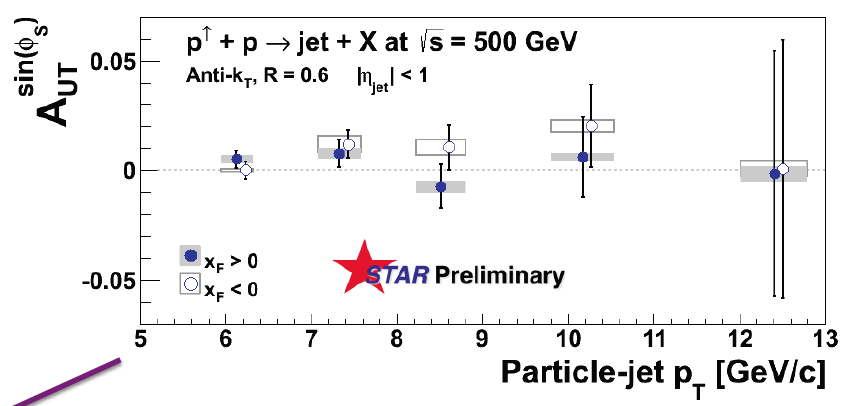 p↑ + p → jet + X at √s = 500 GeV
Anti-kT, R = 0.6 |ηjet| < 1
AUT sin(ϕS)
0.05
0
-0.05
xF > 0
xF < 0
STAR Preliminary
5 6 7 8 9 10 11 12 13
Particle-jet pT [GeV/c]